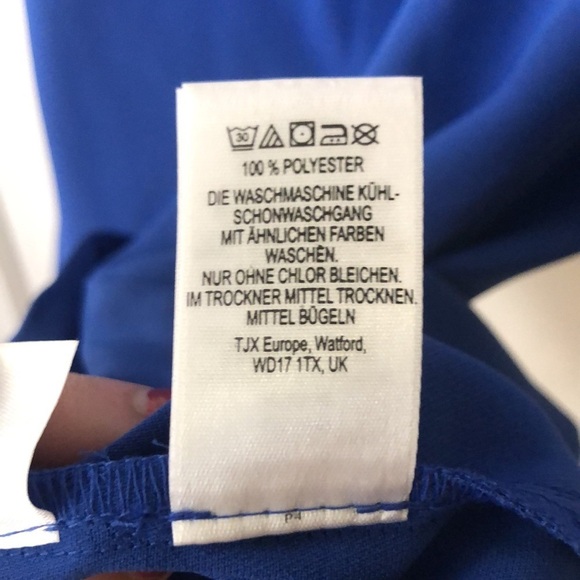 30
100 % POLYESTER
DIE WASCHMASCHINE KÜHL-
SCHONWASCHGANG
MIT ÄHNLICHEN FARBEN
WASCHEN.
NUR OHNE CHLOR BLEICHEN.
IM TROCKNER MITTEL TROCKNEN.
MITTEL BÜGELN
TJX Europe, Watford,
WD17 1TX, UK